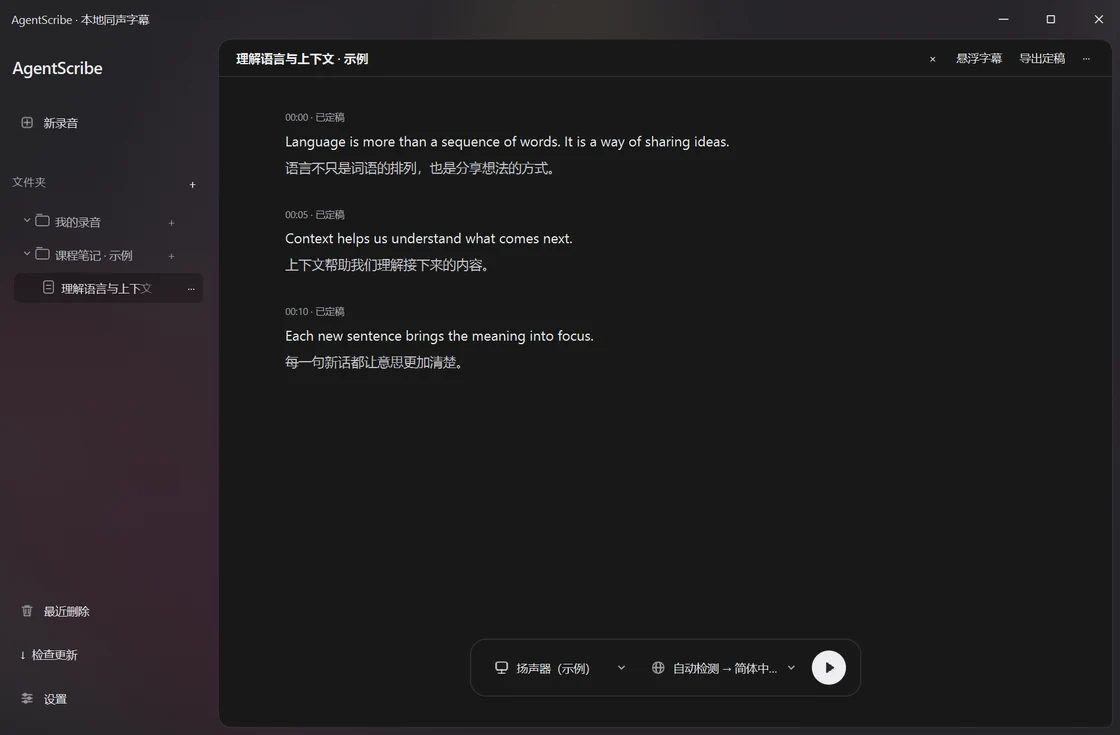 AgentScribe · 本地同声字幕
AgentScribe
新录音
文件夹
+
我的录音
+
课程笔记 · 示例
+
理解语言与上下文
...
最近删除
↓ 检查更新
设置
理解语言与上下文 · 示例
× 悬浮字幕 导出定稿 ...
00:00 · 已定稿
Language is more than a sequence of words. It is a way of sharing ideas.
语言不只是词语的排列，也是分享想法的方式。
00:05 · 已定稿
Context helps us understand what comes next.
上下文帮助我们理解接下来的内容。
00:10 · 已定稿
Each new sentence brings the meaning into focus.
每一句新话都让意思更加清楚。
扬声器（示例） 自动检测 → 简体中...